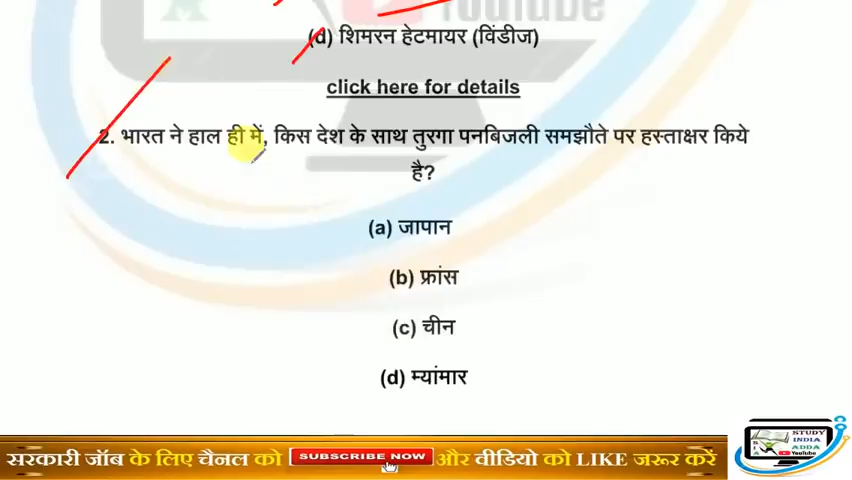 YouTube
(d) शिमरन हेटमायर (विंडीज)
click here for details
2. भारत ने हाल ही में, किस देश के साथ तुरगा पनबिजली समझौते पर हस्ताक्षर किये
है?
(a) जापान
(b) फ्रांस
(c) चीन
(d) म्यांमार
सरकारी जॉब के लिए चैनल को SUBSCRIBE NOW और वीडियो को LIKE जरूर करें
STUDY
INDIA
ADDA
YouTube